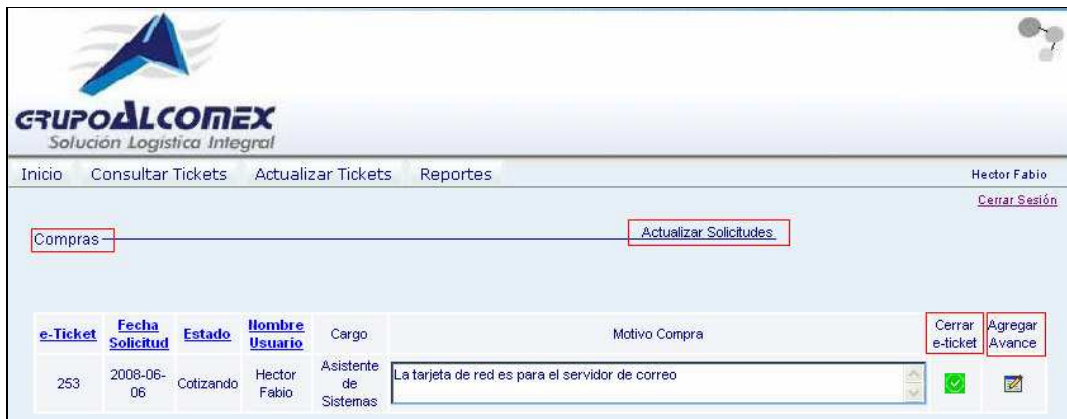 GRUPO ALCOMEX
Solución Logística Integral
Inicio Consultar Tickets Actualizar Tickets Reportes Hector Fabio
Cerrar Sesión
Compras Actualizar Solicitudes
e-Ticket Fecha Solicitud Estado Nombre Usuario Cargo Motivo Compra Cerrar e-ticket Agregar Avance
253 2008-06-06 Cotizando Hector Fabio Asistente de Sistemas La tarjeta de red es para el servidor de correo